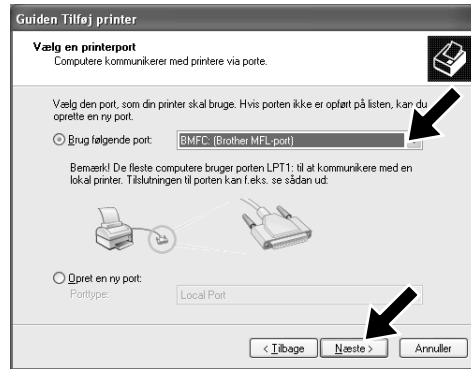 Guiden Tilføj printer
Vælg en printerport
Computere kommunikerer med printere via porte.
Vælg den port, som din printer skal bruge. Hvis porten ikke er opført på listen, kan du
oprette en ny port.
Brug følgende port:
BMFC: (Brother MFL-port)
Bemærk! De fleste computere bruger porten LPT1: til at kommunikere med en
lokal printer. Tilslutningen til porten kan f.eks. se sådan ud:
Opret en ny port:
Porttype:
Local Port
< Tilbage
Næste >
Annuller